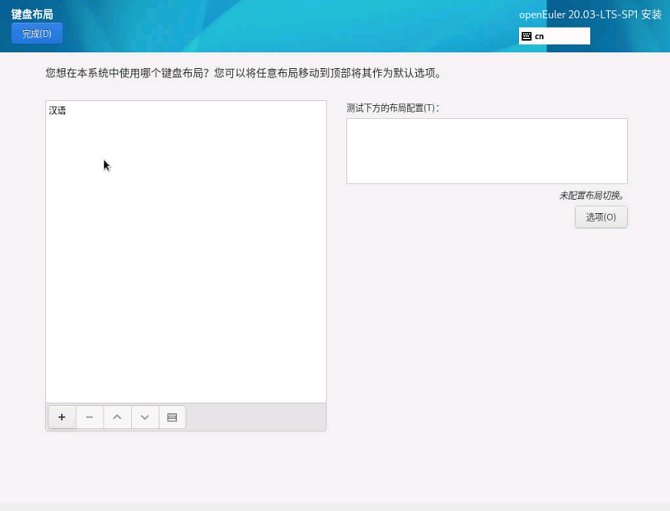 键盘布局
openEuler 20.03-LTS-SP1 安装
完成(D)
cn
您想在本系统中使用哪个键盘布局？您可以将任意布局移动到顶部将其作为默认选项。
汉语
测试下方的布局配置(T)：
未配置布局切换。
选项(O)